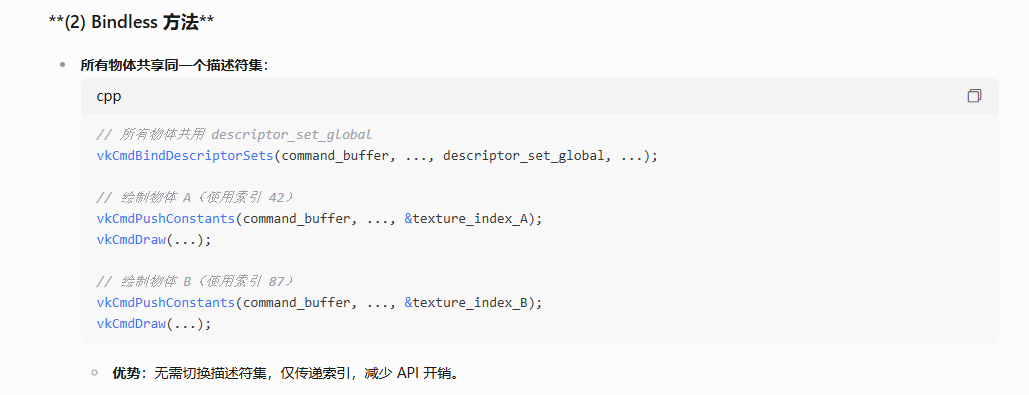 **(2) Bindless 方法**
所有物体共享同一个描述符集：
cpp
// 所有物体共用 descriptor_set_global
vkCmdBindDescriptorSets(command_buffer, ..., descriptor_set_global, ...);
// 绘制物体 A（使用索引 42）
vkCmdPushConstants(command_buffer, ..., &texture_index_A);
vkCmdDraw(...);
// 绘制物体 B（使用索引 87）
vkCmdPushConstants(command_buffer, ..., &texture_index_B);
vkCmdDraw(...);
优势：无需切换描述符集，仅传递索引，减少 API 开销。